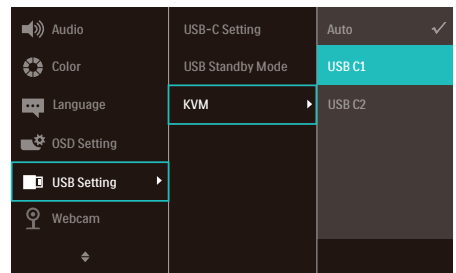 Audio
Color
Language
OSD Setting
USB Setting
Webcam
USB-C Setting
USB Standby Mode
KVM
Auto
USB C1
USB C2